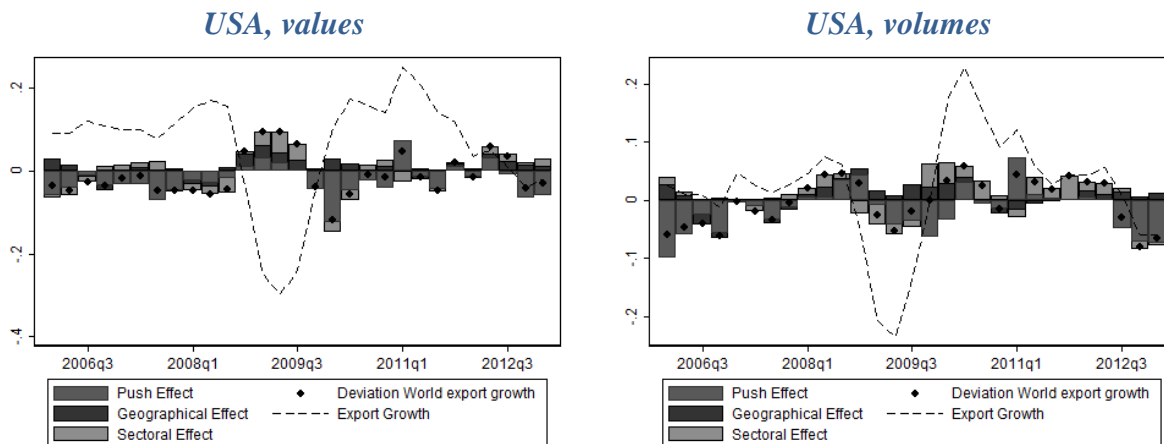 USA, values
USA, volumes
.2
0
-.2
-.4
2006q3 2008q1 2009q3 2011q1 2012q3
Push Effect
Geographical Effect
Sectoral Effect
Deviation World export growth
Export Growth
.2
.1
0
-.1
-.2
2006q3 2008q1 2009q3 2011q1 2012q3
Push Effect
Geographical Effect
Sectoral Effect
Deviation World export growth
Export Growth